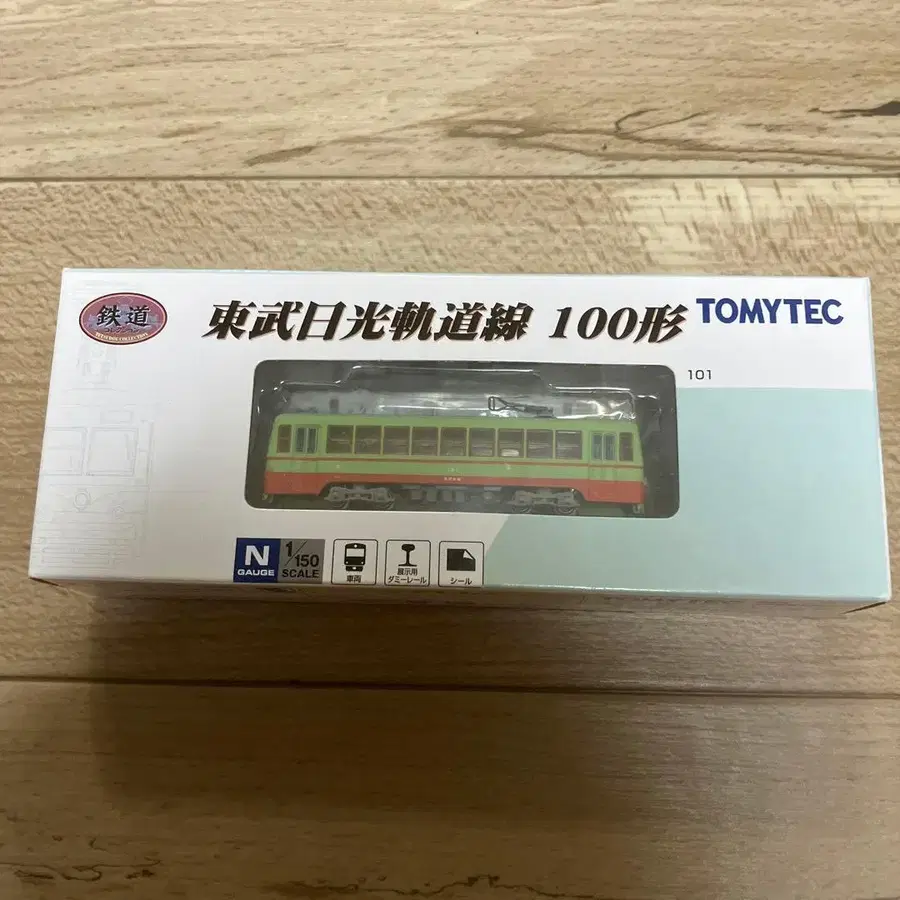 鉄道
東武日光軌道線 100形
TOMYTEC
101
N
GAUGE
1/150
SCALE
車両
展示用
ダミーレール
シール